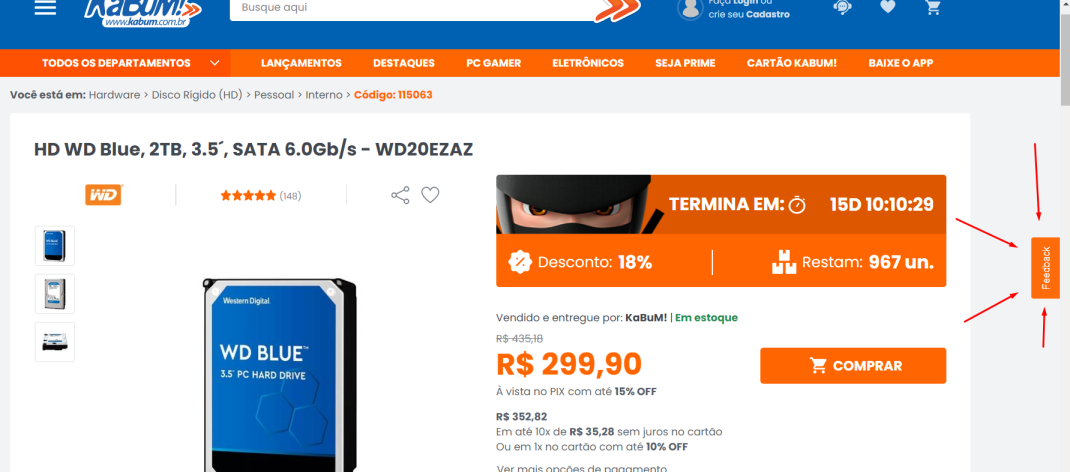 KaBuM!
www.kabum.com.br
Busque aqui
Faça Login ou
crie seu Cadastro
TODOS OS DEPARTAMENTOS
LANÇAMENTOS
DESTAQUES
PC GAMER
ELETRÔNICOS
SEJA PRIME
CARTÃO KABUM!
BAIXE O APP
Você está em: Hardware > Disco Rígido (HD) > Pessoal > Interno > Código: 115063
HD WD Blue, 2TB, 3.5´, SATA 6.0Gb/s - WD20EZAZ
WD
(148)
TERMINA EM: 15D 10:10:29
Desconto: 18%
Restam: 967 un.
Feedback
Western Digital.
WD BLUE™
3.5" PC HARD DRIVE
Vendido e entregue por: KaBuM! | Em estoque
R$ 435,18
R$ 299,90
COMPRAR
À vista no PIX com até 15% OFF
R$ 352,82
Em até 10x de R$ 35,28 sem juros no cartão
Ou em 1x no cartão com até 10% OFF
Ver mais opções de pagamento